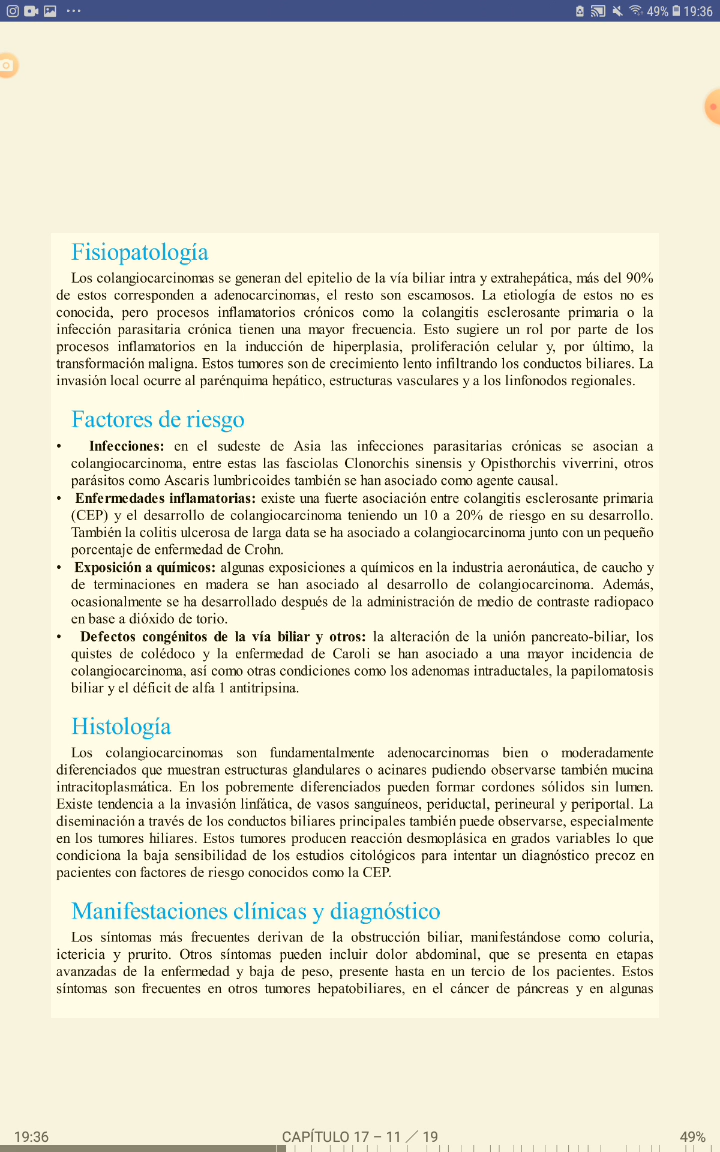 49% 19:36
Fisiopatología
Los colangiocarcinomas se generan del epitelio de la vía biliar intra y extrahepática, más del 90%
de estos corresponden a adenocarcinomas, el resto son escamosos. La etiología de estos no es
conocida, pero procesos inflamatorios crónicos como la colangitis esclerosante primaria o la
infección parasitaria crónica tienen una mayor frecuencia. Esto sugiere un rol por parte de los
procesos inflamatorios en la inducción de hiperplasia, proliferación celular y, por último, la
transformación maligna. Estos tumores son de crecimiento lento infiltrando los conductos biliares. La
invasión local ocurre al parénquima hepático, estructuras vasculares y a los linfonodos regionales.
Factores de riesgo
• Infecciones: en el sudeste de Asia las infecciones parasitarias crónicas se asocian a
colangiocarcinoma, entre estas las fasciolas Clonorchis sinensis y Opisthorchis viverrini, otros
parásitos como Ascaris lumbricoides también se han asociado como agente causal.
• Enfermedades inflamatorias: existe una fuerte asociación entre colangitis esclerosante primaria
(CEP) y el desarrollo de colangiocarcinoma teniendo un 10 a 20% de riesgo en su desarrollo.
También la colitis ulcerosa de larga data se ha asociado a colangiocarcinoma junto con un pequeño
porcentaje de enfermedad de Crohn.
• Exposición a químicos: algunas exposiciones a químicos en la industria aeronáutica, de caucho y
de terminaciones en madera se han asociado al desarrollo de colangiocarcinoma. Además,
ocasionalmente se ha desarrollado después de la administración de medio de contraste radiopaco
en base a dióxido de torio.
• Defectos congénitos de la vía biliar y otros: la alteración de la unión pancreato-biliar, los
quistes de colédoco y la enfermedad de Caroli se han asociado a una mayor incidencia de
colangiocarcinoma, así como otras condiciones como los adenomas intraductales, la papilomatosis
biliar y el déficit de alfa 1 antitripsina.
Histología
Los colangiocarcinomas son fundamentalmente adenocarcinomas bien o moderadamente
diferenciados que muestran estructuras glandulares o acinares pudiendo observarse también mucina
intracitoplasmática. En los pobremente diferenciados pueden formar cordones sólidos sin lumen.
Existe tendencia a la invasión linfática, de vasos sanguíneos, periductal, perineural y periportal. La
diseminación a través de los conductos biliares principales también puede observarse, especialmente
en los tumores hiliares. Estos tumores producen reacción desmoplásica en grados variables lo que
condiciona la baja sensibilidad de los estudios citológicos para intentar un diagnóstico precoz en
pacientes con factores de riesgo conocidos como la CEP.
Manifestaciones clínicas y diagnóstico
Los síntomas más frecuentes derivan de la obstrucción biliar, manifestándose como coluria,
ictericia y prurito. Otros síntomas pueden incluir dolor abdominal, que se presenta en etapas
avanzadas de la enfermedad y baja de peso, presente hasta en un tercio de los pacientes. Estos
síntomas son frecuentes en otros tumores hepatobiliares, en el cáncer de páncreas y en algunas
19:36 CAPÍTULO 17 – 11 / 19 49%